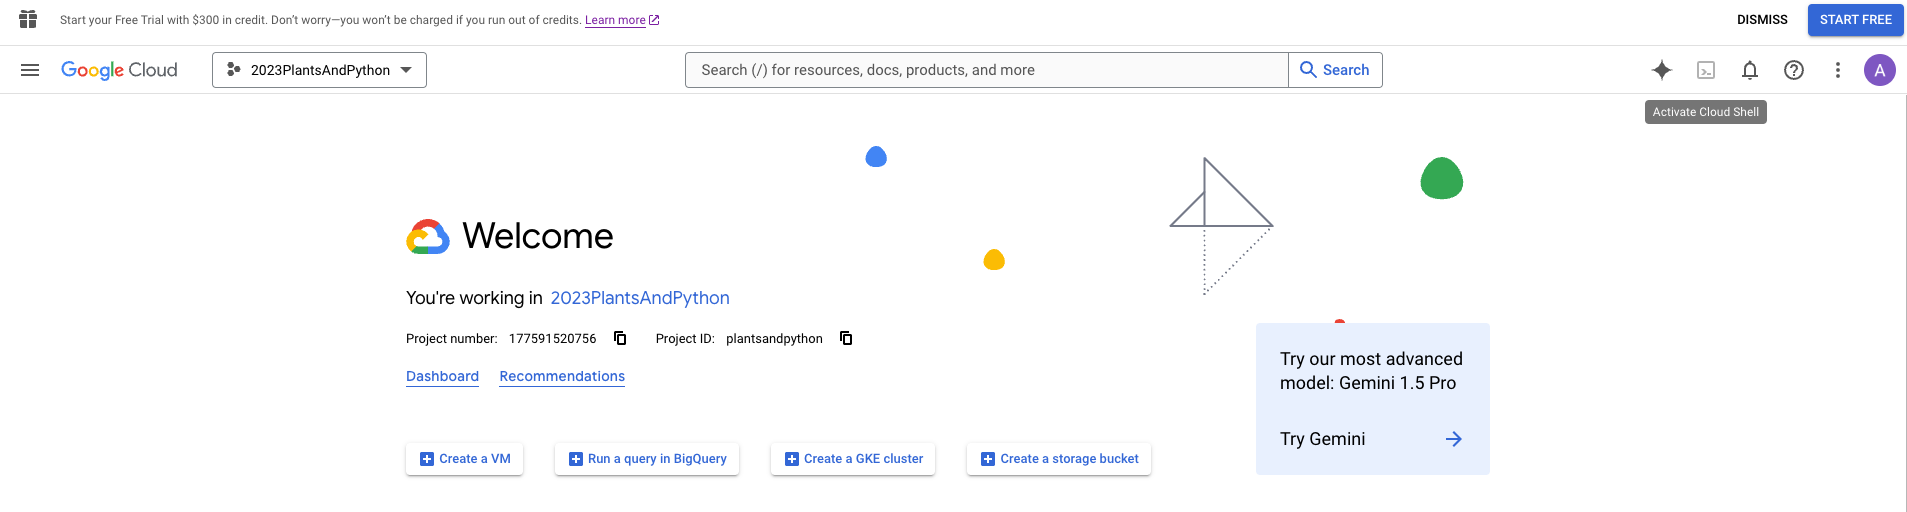 Start your Free Trial with $300 in credit. Don't worry—you won't be charged if you run out of credits. Learn more
DISMISS
START FREE
Google Cloud
2023PlantsAndPython
Search (/) for resources, docs, products, and more
Search
A
Activate Cloud Shell
Welcome
You're working in 2023PlantsAndPython
Project number: 177591520756
Project ID: plantsandpython
Dashboard
Recommendations
Try our most advanced
model: Gemini 1.5 Pro
Try Gemini
Create a VM
Run a query in BigQuery
Create a GKE cluster
Create a storage bucket